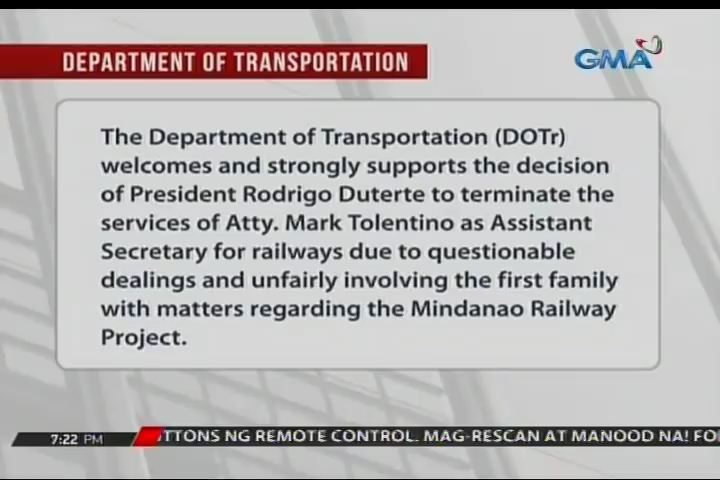 DEPARTMENT OF TRANSPORTATION
GMA
The Department of Transportation (DOTr)
welcomes and strongly supports the decision
of President Rodrigo Duterte to terminate the
services of Atty. Mark Tolentino as Assistant
Secretary for railways due to questionable
dealings and unfairly involving the first family
with matters regarding the Mindanao Railway
Project.
7:22 PM
TTONS NG REMOTE CONTROL. MAG-RESCAN AT MANOOD NA! FO